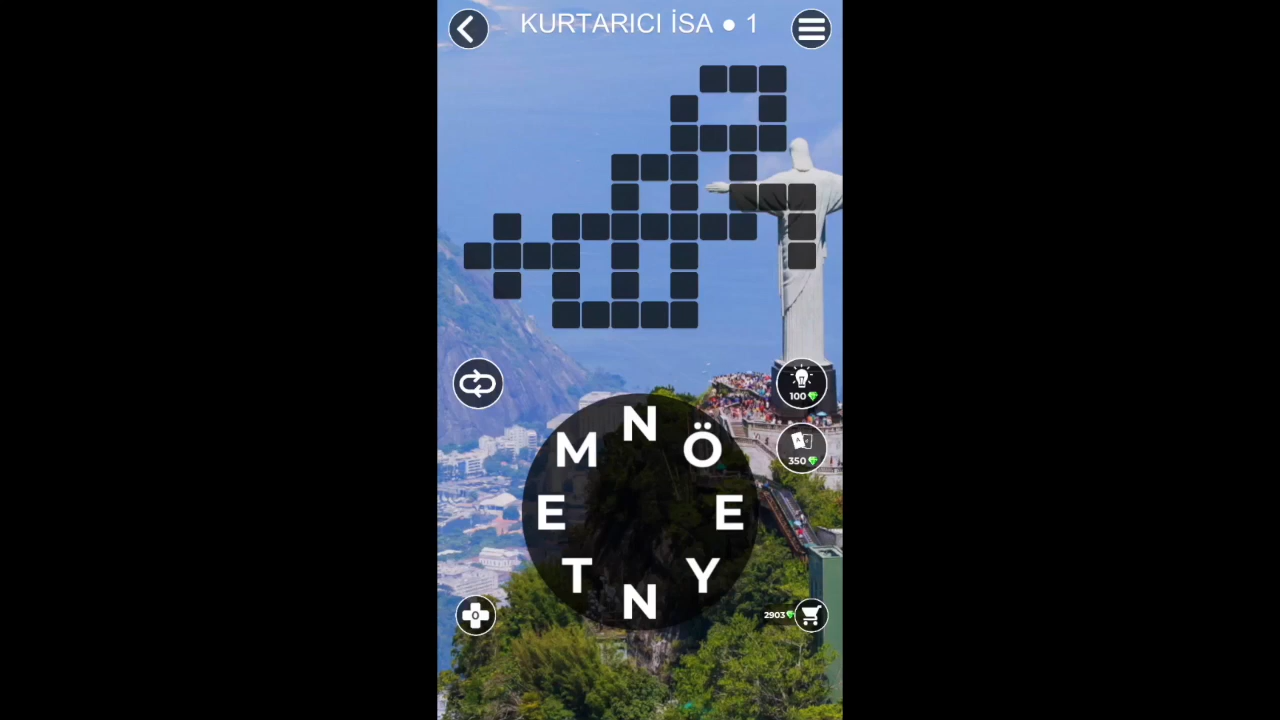 KURTARICI İSA ● 1
100
350
N
M Ö
E E
T Y
N
2903